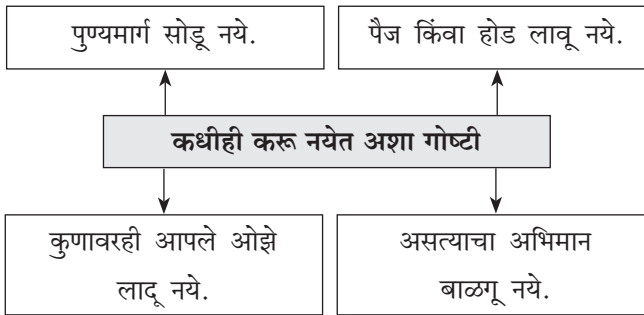 पुण्यमार्ग सोडू नये.
पैज किंवा होड लावू नये.
कधीही करू नयेत अशा गोष्टी
कुणावरही आपले ओझे
लादू नये.
असत्याचा अभिमान
बाळगू नये.